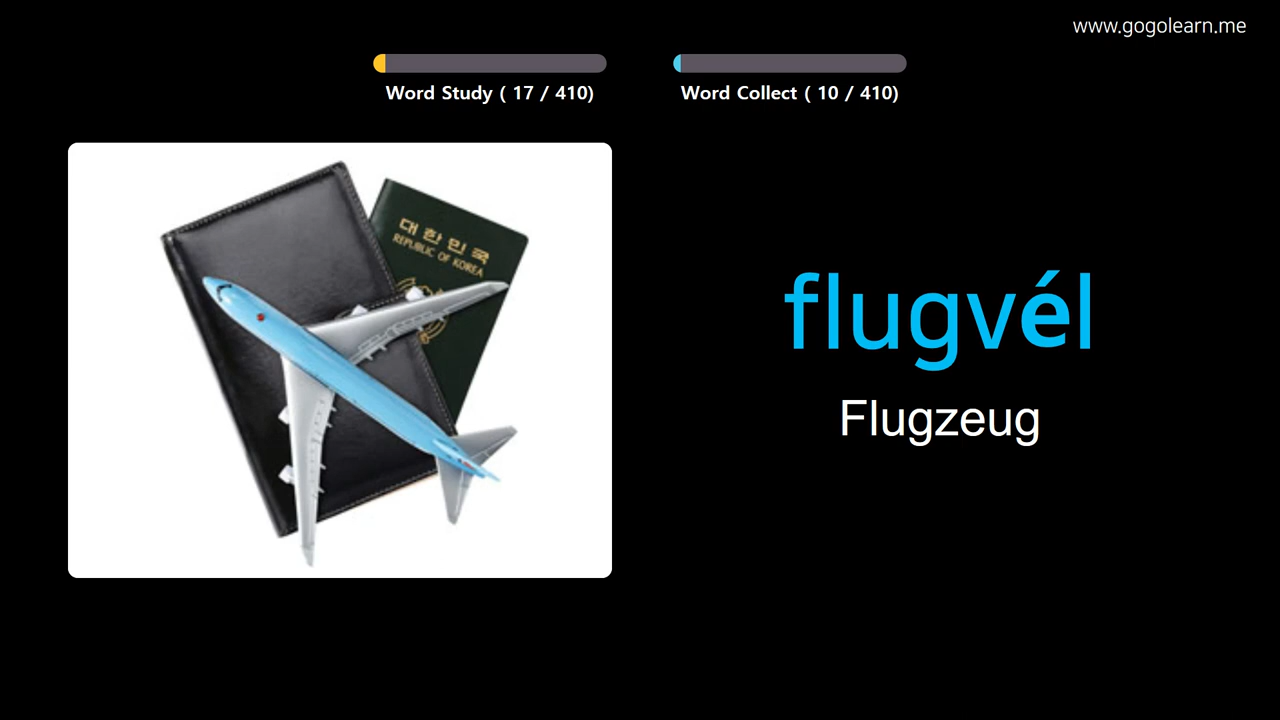 www.gogolearn.me
Word Study ( 17 / 410)
Word Collect ( 10 / 410)
대한민국
REPUBLIC OF KOREA
flugvél
Flugzeug